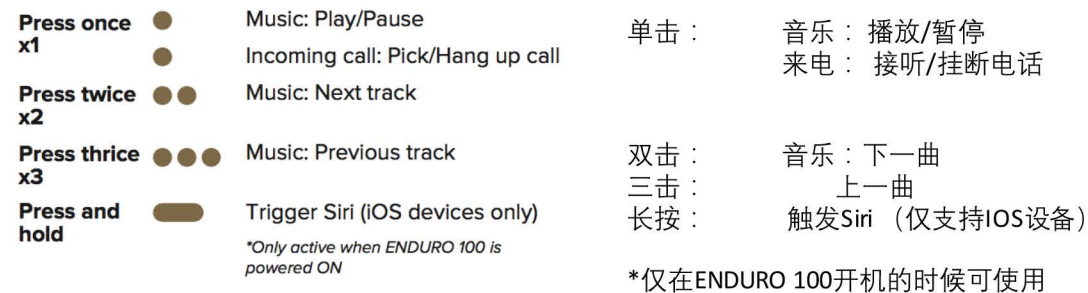 Press once
x1
Music: Play/Pause
Incoming call: Pick/Hang up call
Press twice
x2
Music: Next track
Press thrice
x3
Music: Previous track
Press and
hold
Trigger Siri (iOS devices only)
*Only active when ENDURO 100 is
powered ON
单击： 音乐：播放/暂停
来电： 接听/挂断电话
双击： 音乐：下一曲
三击： 上一曲
长按： 触发Siri （仅支持IOS设备）
*仅在ENDURO 100开机的时候可使用